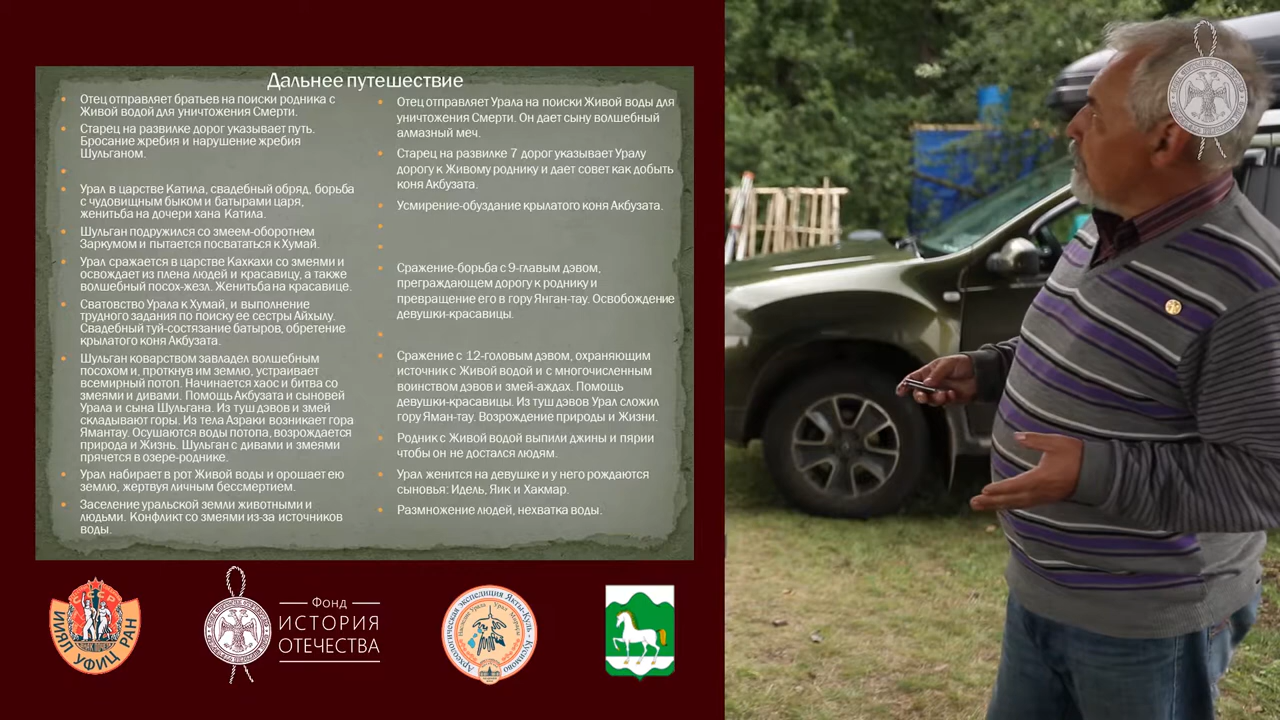 Дальнее путешествие
Отец отправляет братьев на поиски родника с
Живой водой для уничтожения Смерти.
Старец на развилке дорог указывает путь.
Бросание жребия и нарушение жребия
Шульганом.
Урал в царстве Катила, свадебный обряд, борьба
с чудовищным быком и батырами царя,
женитьба на дочери хана Катила.
Шульган подружился со змеем-оборотнем
Заркумом и пытается посвататься к Хумай.
Урал сражается в царстве Кахкахи со змеями и
освождает из плена людей и красавицу, а также
волшебный посох-жезл. Женитьба на красавице.
Сватовство Урала к Хумай, и выполнение
трудного задания по поиску ее сестры Айхылу.
Свадебный туй-состязание батыров, обретение
крылатого коня Акбузата.
Шульган коварством завладел волшебным
посохом и, проткнув им землю, устраивает
всемирный потоп. Начинается хаос и битва со
змеями и дивами. Помощь Акбузата и сыновей
Урала и сына Шульгана. Из туш дэвов и змей
складывают горы. Из тела Азраки возникает гора
Ямантау. Осушаются воды потопа, возрождается
природа и Жизнь. Шульган с дивами и змеями
прячется в озере-роднике.
Урал набирает в рот Живой воды и орошает ею
землю, жертвуя личным бессмертием.
Заселение уральской земли животными и
людьми. Конфликт со змеями из-за источников
воды.
Отец отправляет Урала на поиски Живой воды для
уничтожения Смерти. Он дает сыну волшебный
алмазный меч.
Старец на развилке 7 дорог указывает Уралу
дорогу к Живому роднику и дает совет как добыть
коня Акбузата.
Усмирение-обуздание крылатого коня Акбузата.
Сражение-борьба с 9-главым дэвом,
преграждающем дорогу к роднику и
превращение его в гору Янган-тау. Освобождение
девушки-красавицы.
Сражение с 12-головым дэвом, охраняющим
источник с Живой водой и с многочисленным
воинством дэвов и змей-аждах. Помощь
девушки-красавицы. Из туш дэвов Урал сложил
гору Яман-тау. Возрождение природы и Жизни.
Родник с Живой водой выпили джины и пярии
чтобы он не достался людям.
Урал женится на девушке и у него рождаются
сыновья: Идель, Яик и Хакмар.
Размножение людей, нехватка воды.
СССР
ИИЯЛ УФИЦ РАН
Фонд
ИСТОРИЯ
ОТЕЧЕСТВА
Археологическая экспедиция Якты-Куль - Кусимово